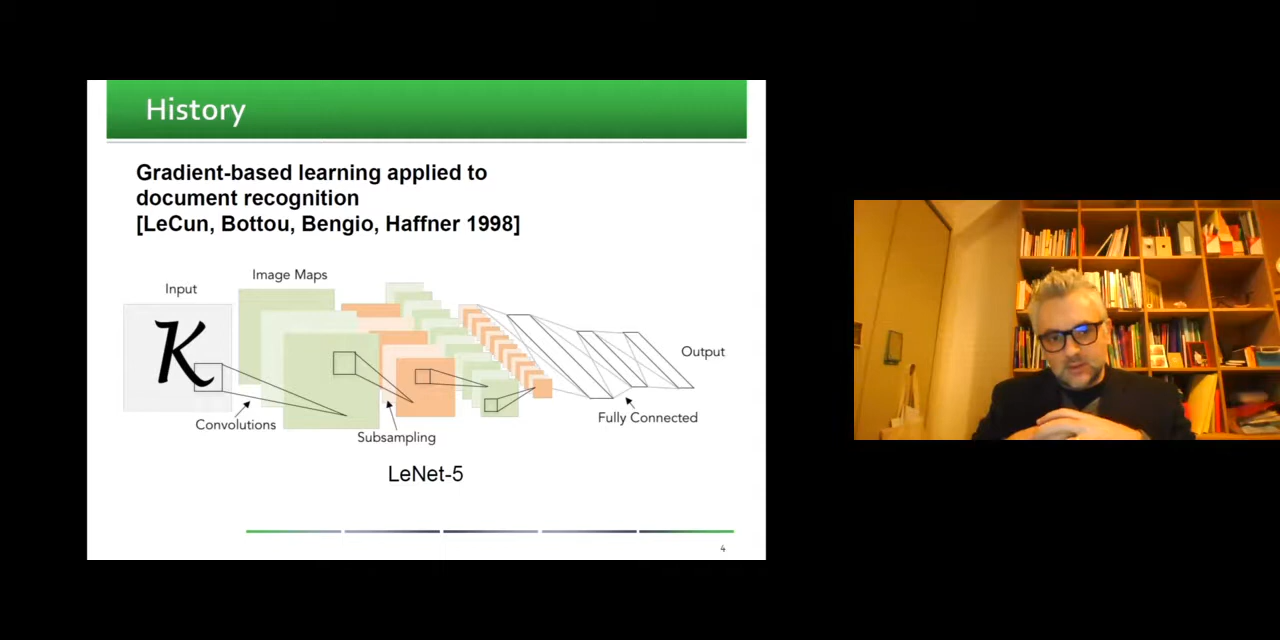 History
Gradient-based learning applied to
document recognition
[LeCun, Bottou, Bengio, Haffner 1998]
Image Maps
Input
K
Output
Fully Connected
Convolutions
Subsampling
LeNet-5
4